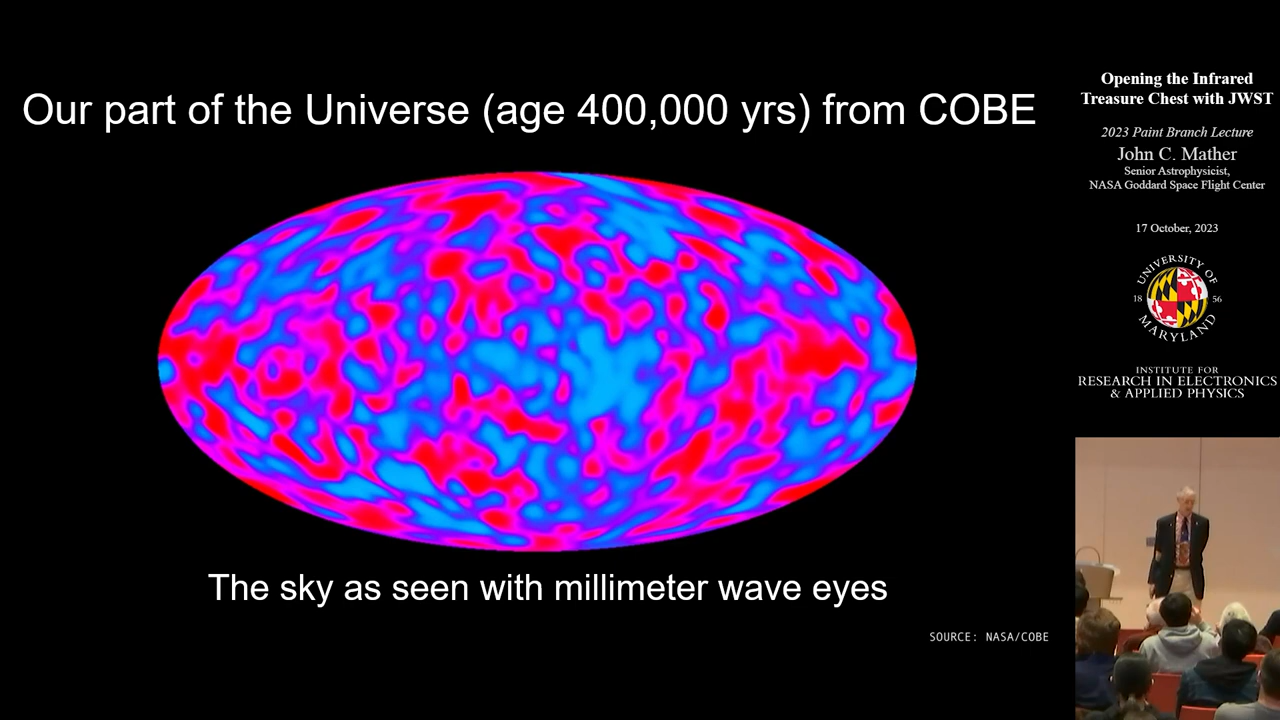 Our part of the Universe (age 400,000 yrs) from COBE
The sky as seen with millimeter wave eyes
SOURCE: NASA/COBE
Opening the Infrared
Treasure Chest with JWST
2023 Paint Branch Lecture
John C. Mather
Senior Astrophysicist,
NASA Goddard Space Flight Center
17 October, 2023
UNIVERSITY OF
18 56
MARYLAND
INSTITUTE FOR
RESEARCH IN ELECTRONICS
& APPLIED PHYSICS